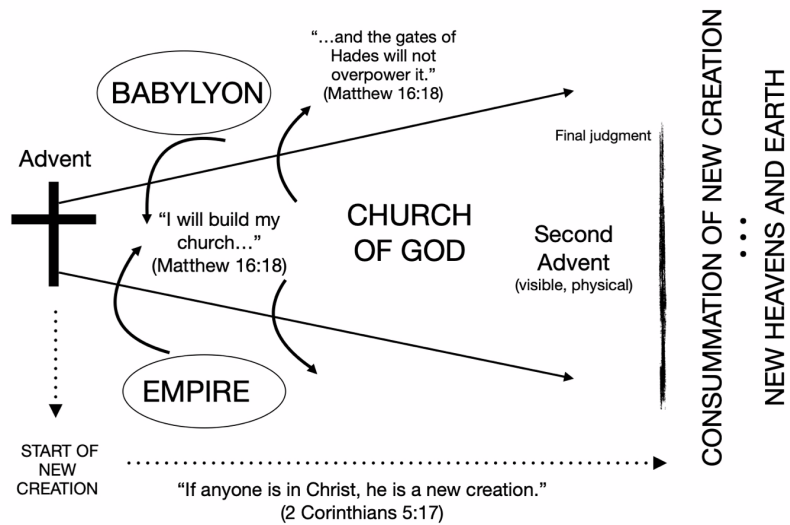 “…and the gates of
Hades will not
overpower it.”
(Matthew 16:18)
BABYLYON
Advent
Final judgment
“I will build my
church…”
(Matthew 16:18)
CHURCH
OF GOD
Second
Advent
(visible, physical)
EMPIRE
START OF
NEW
CREATION
“If anyone is in Christ, he is a new creation.”
(2 Corinthians 5:17)
CONSUMMATION OF NEW CREATION
NEW HEAVENS AND EARTH